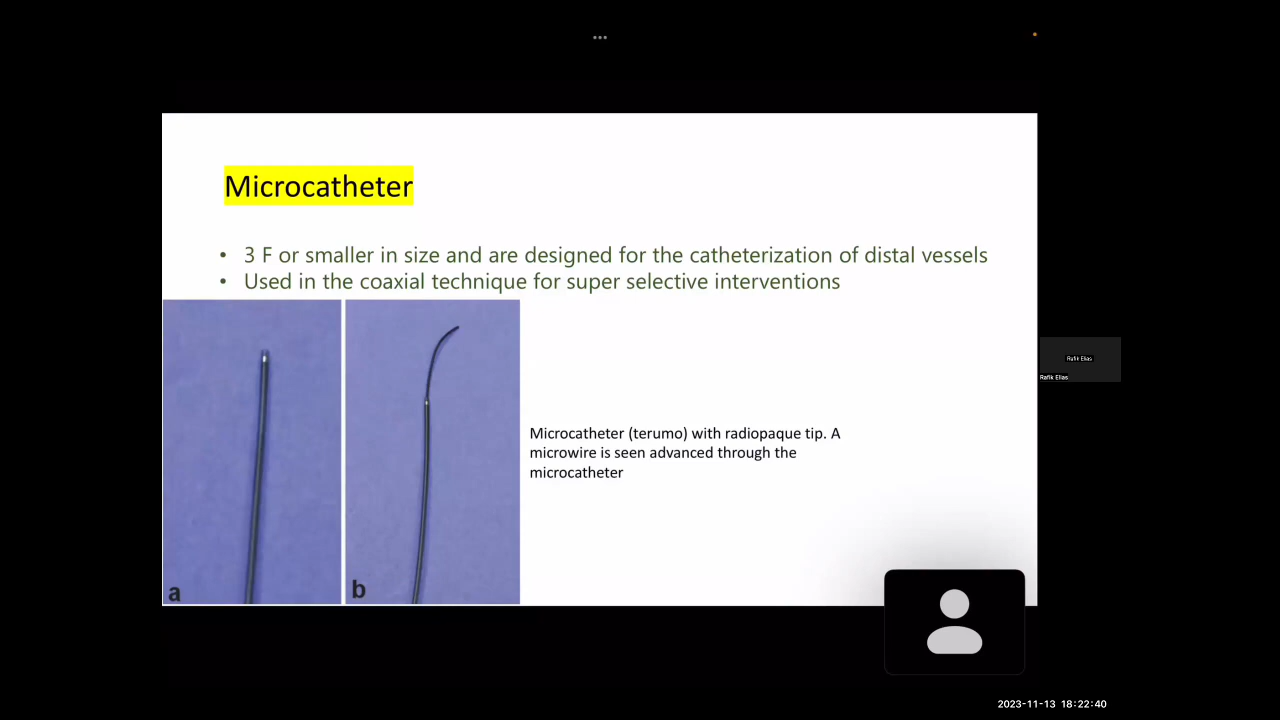 Microcatheter
• 3 F or smaller in size and are designed for the catheterization of distal vessels
• Used in the coaxial technique for super selective interventions
a
b
Microcatheter (terumo) with radiopaque tip. A
microwire is seen advanced through the
microcatheter
Rafik Elias
Rafik Elias
2023-11-13 18:22:40